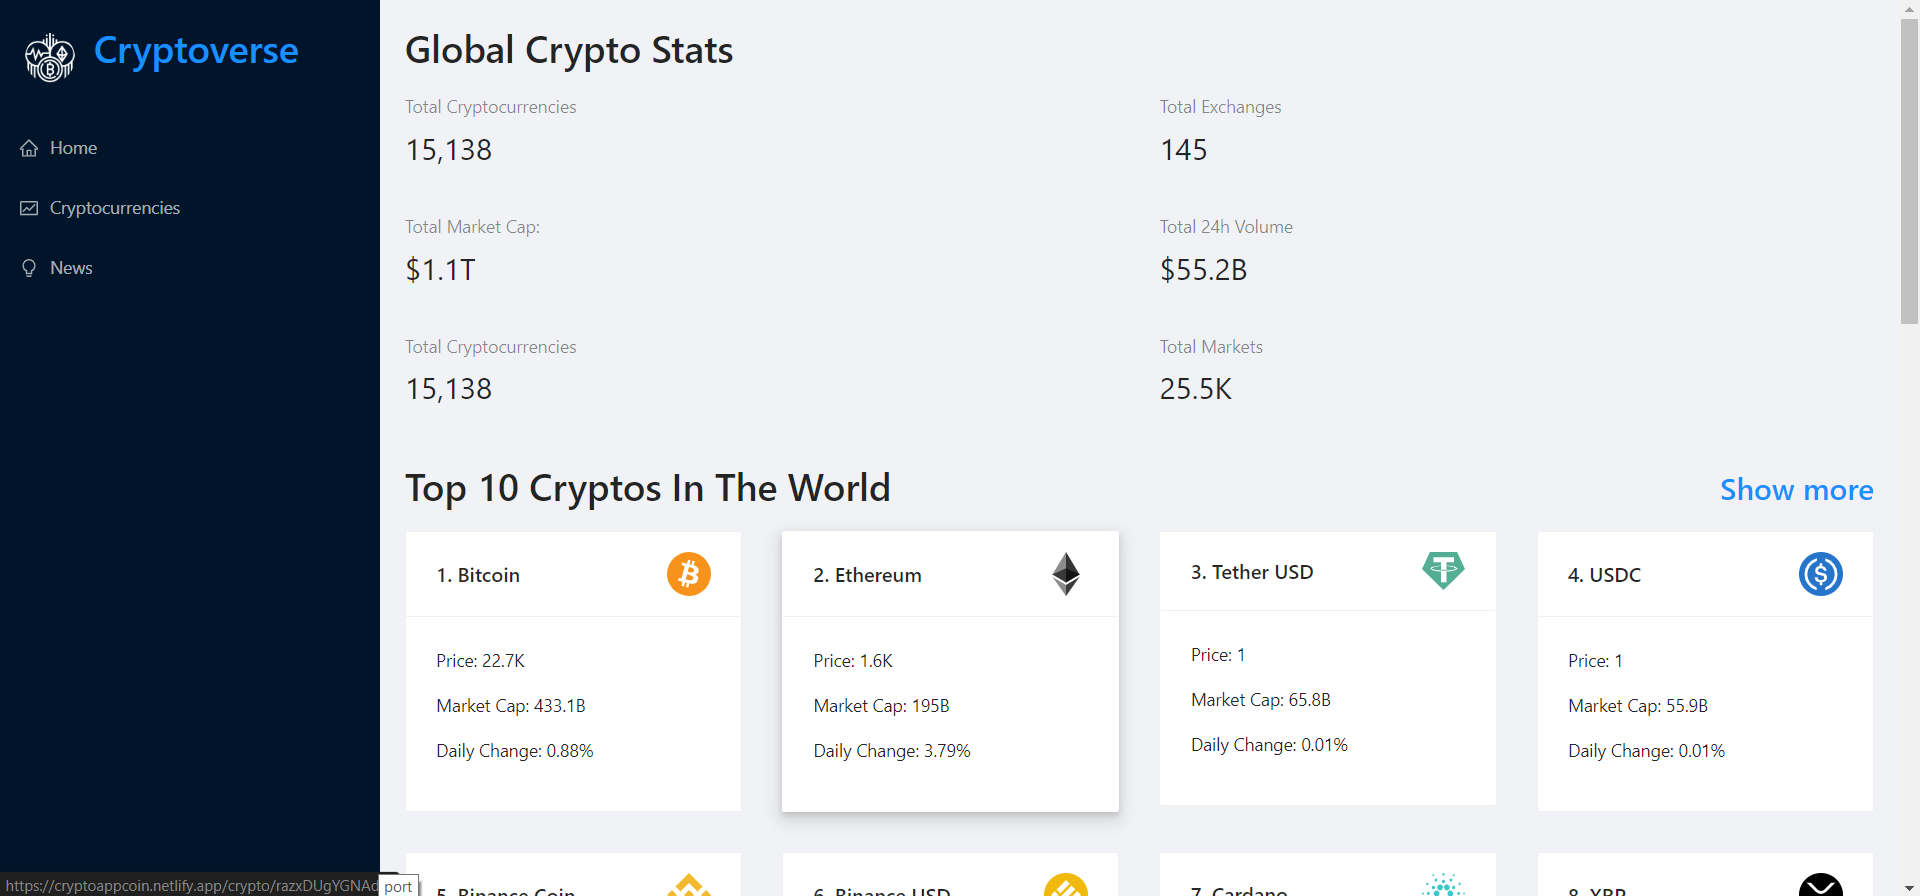 Cryptoverse
Home
Cryptocurrencies
News
Global Crypto Stats
Total Cryptocurrencies
15,138
Total Exchanges
145
Total Market Cap:
$1.1T
Total 24h Volume
$55.2B
Total Cryptocurrencies
15,138
Total Markets
25.5K
Top 10 Cryptos In The World
Show more
1. Bitcoin
Price: 22.7K
Market Cap: 433.1B
Daily Change: 0.88%
2. Ethereum
Price: 1.6K
Market Cap: 195B
Daily Change: 3.79%
3. Tether USD
Price: 1
Market Cap: 65.8B
Daily Change: 0.01%
4. USDC
Price: 1
Market Cap: 55.9B
Daily Change: 0.01%
5. Binance Coin
6. Binance USD
7. Cardano
8. XRP
https://cryptoappcoin.netlify.app/crypto/razxDUgYGNAd
port